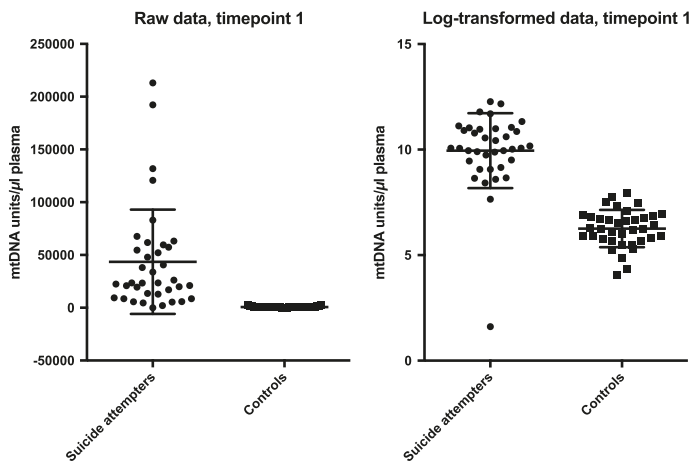 Raw data, timepoint 1
250000
200000
150000
100000
50000
0
-50000
mtDNA units/µl plasma
Suicide attempters
Controls
Log-transformed data, timepoint 1
15
10
5
0
mtDNA units/µl plasma
Suicide attempters
Controls